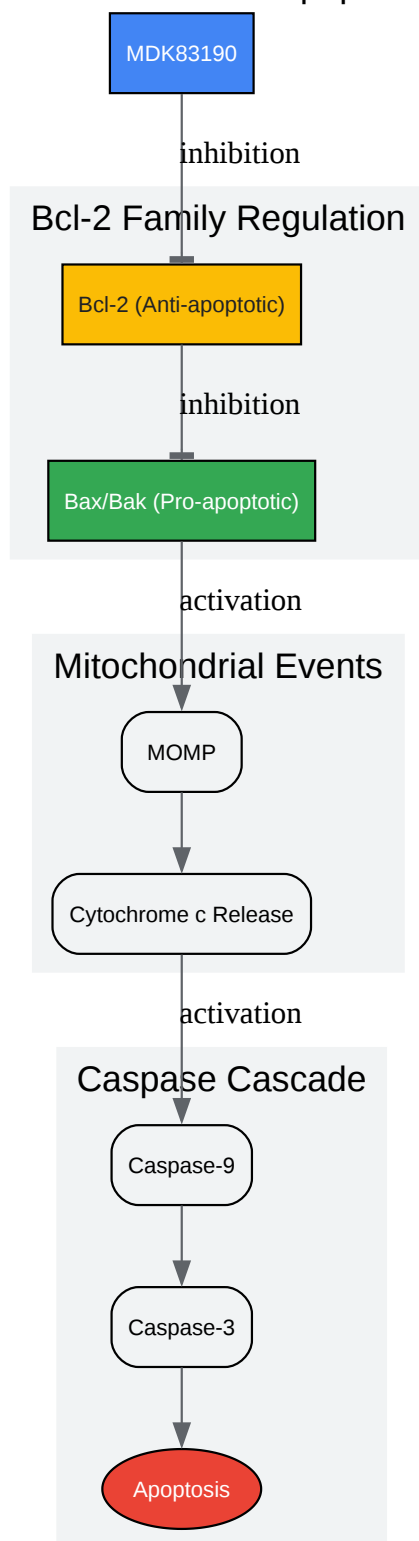 MDK83190
inhibition
Bcl-2 Family Regulation
Bcl-2 (Anti-apoptotic)
inhibition
Bax/Bak (Pro-apoptotic)
activation
Mitochondrial Events
MOMP
Cytochrome c Release
activation
Caspase Cascade
Caspase-9
Caspase-3
Apoptosis